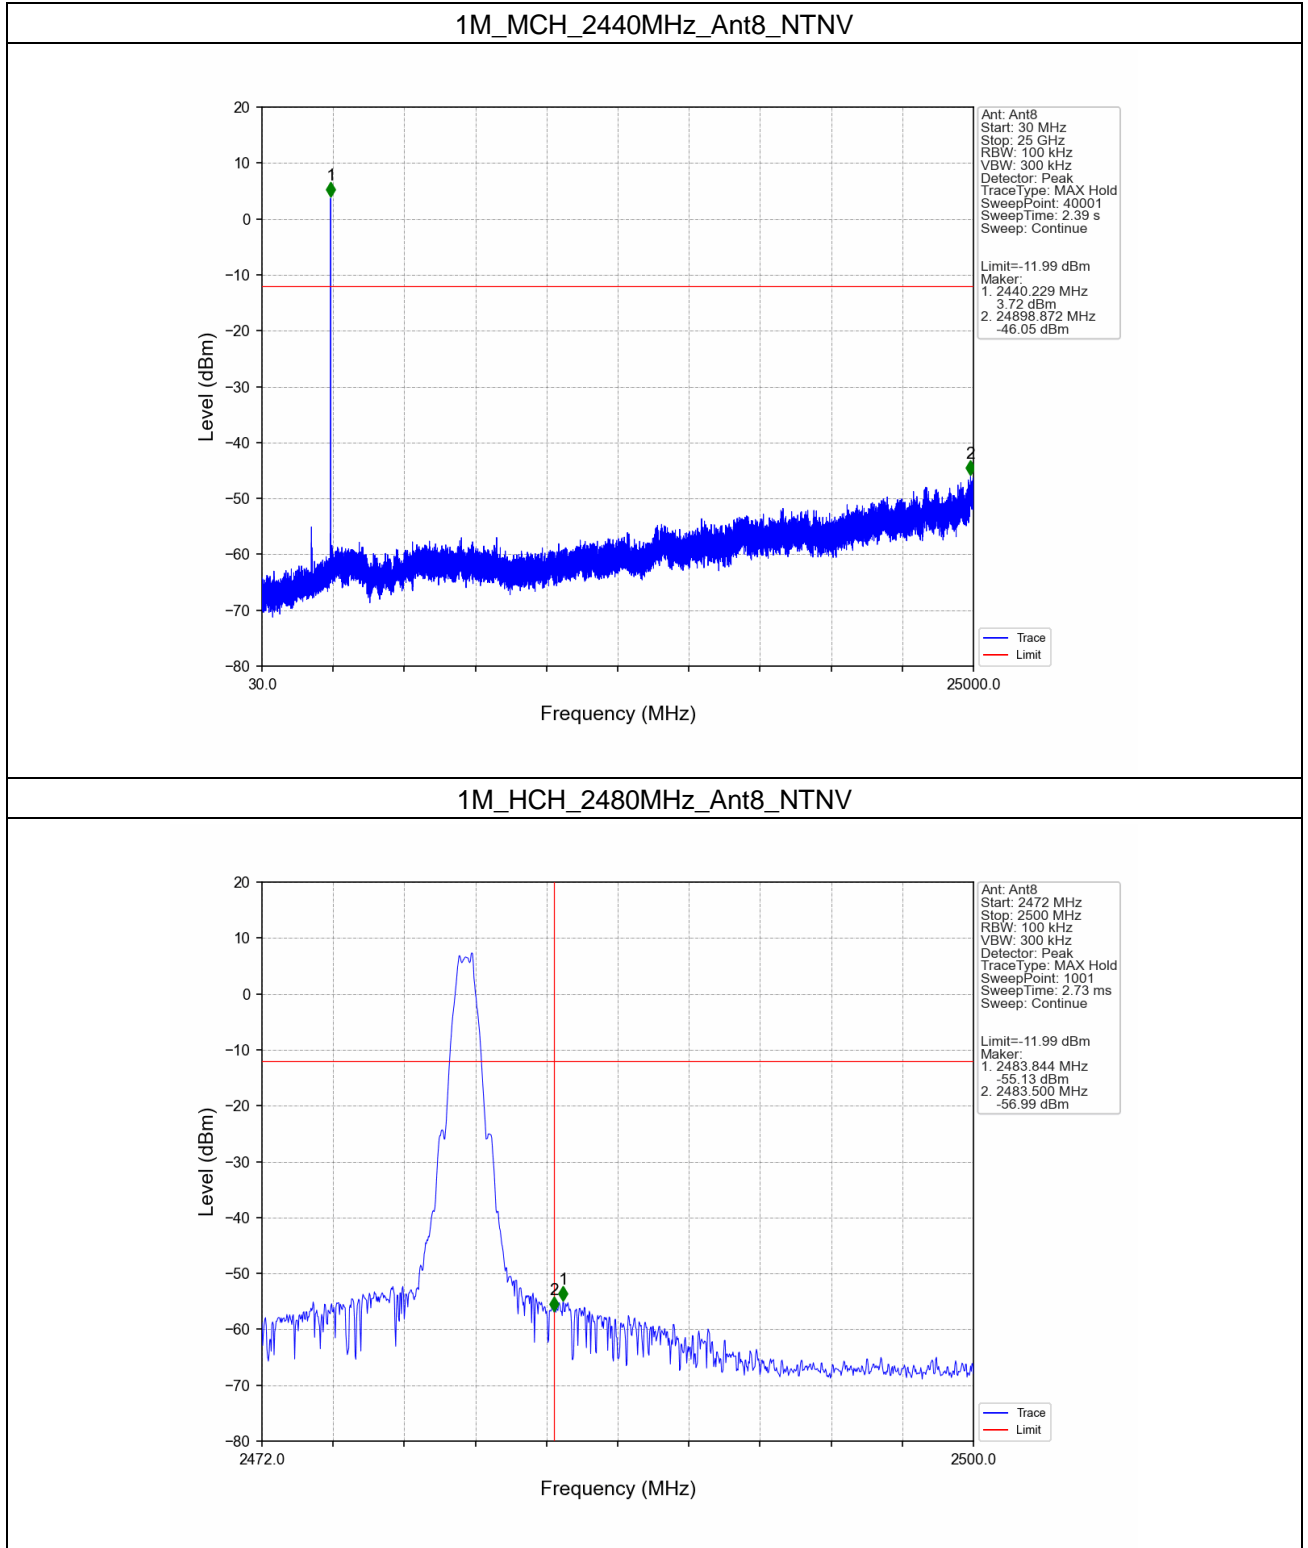 1M_MCH_2440MHz_Ant8_NTNV
20
10
0
−10
−20
−30
−40
−50
−60
−70
−80
Level (dBm)
1
2
30.0
25000.0
Frequency (MHz)
Ant: Ant8
Start: 30 MHz
Stop: 25 GHz
RBW: 100 kHz
VBW: 300 kHz
Detector: Peak
TraceType: MAX Hold
SweepPoint: 40001
SweepTime: 2.39 s
Sweep: Continue
Limit=-11.99 dBm
Maker:
1. 2440.229 MHz
3.72 dBm
2. 24898.872 MHz
-46.05 dBm
Trace
Limit
1M_HCH_2480MHz_Ant8_NTNV
20
10
0
−10
−20
−30
−40
−50
−60
−70
−80
Level (dBm)
1
2
2472.0
2500.0
Frequency (MHz)
Ant: Ant8
Start: 2472 MHz
Stop: 2500 MHz
RBW: 100 kHz
VBW: 300 kHz
Detector: Peak
TraceType: MAX Hold
SweepPoint: 1001
SweepTime: 2.73 ms
Sweep: Continue
Limit=-11.99 dBm
Maker:
1. 2483.844 MHz
-55.13 dBm
2. 2483.500 MHz
-56.99 dBm
Trace
Limit